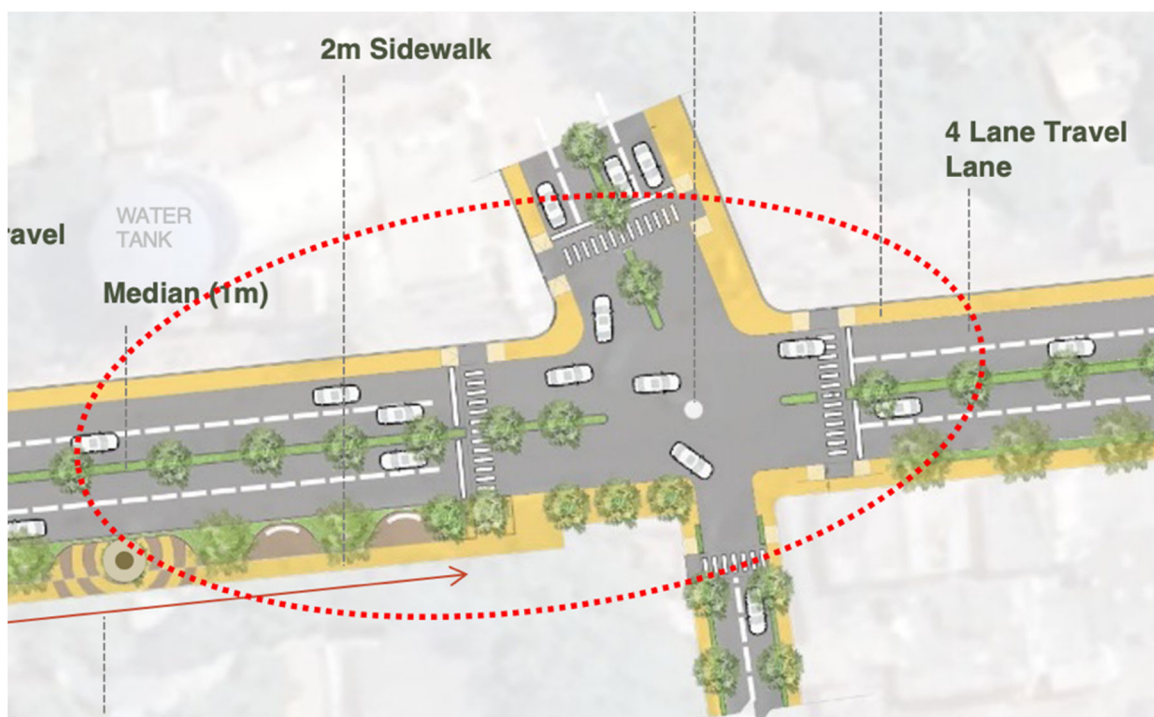 2m Sidewalk
4 Lane Travel
Lane
WATER
TANK
ravel
Median (1m)